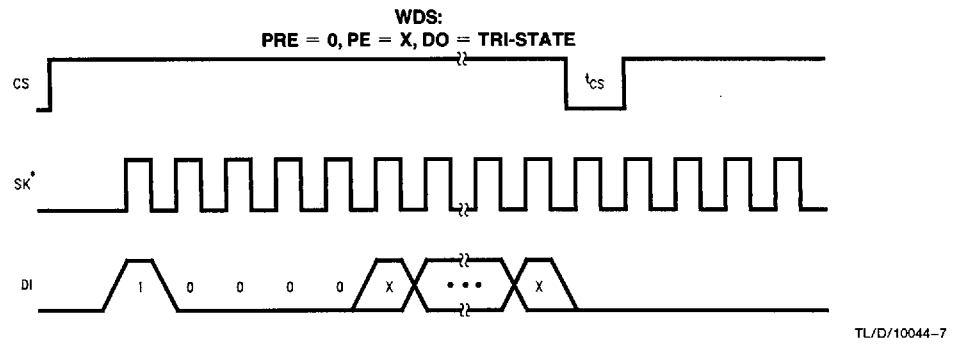 WDS:
PRE = 0, PE = X, DO = TRI-STATE
CS
tCS
SK*
DI
1 0 0 0 0 X ••• X
TL/D/10044–7